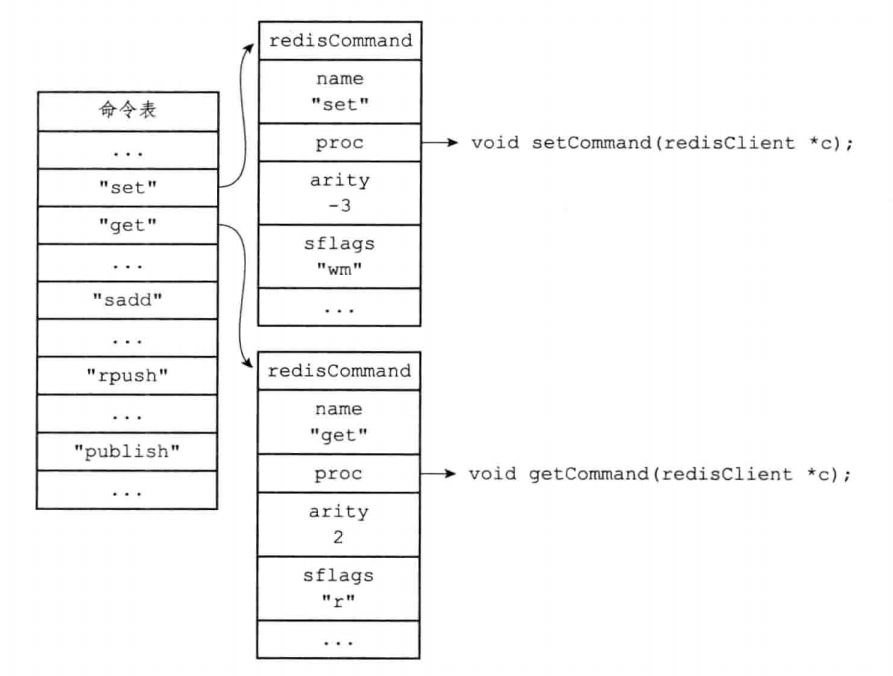 命令表
...
"set"
"get"
...
"sadd"
...
"rpush"
...
"publish"
...
redisCommand
name
"set"
proc
void setCommand(redisClient *c);
arity
-3
sflags
"wm"
...
redisCommand
name
"get"
proc
void getCommand(redisClient *c);
arity
2
sflags
"r"
...